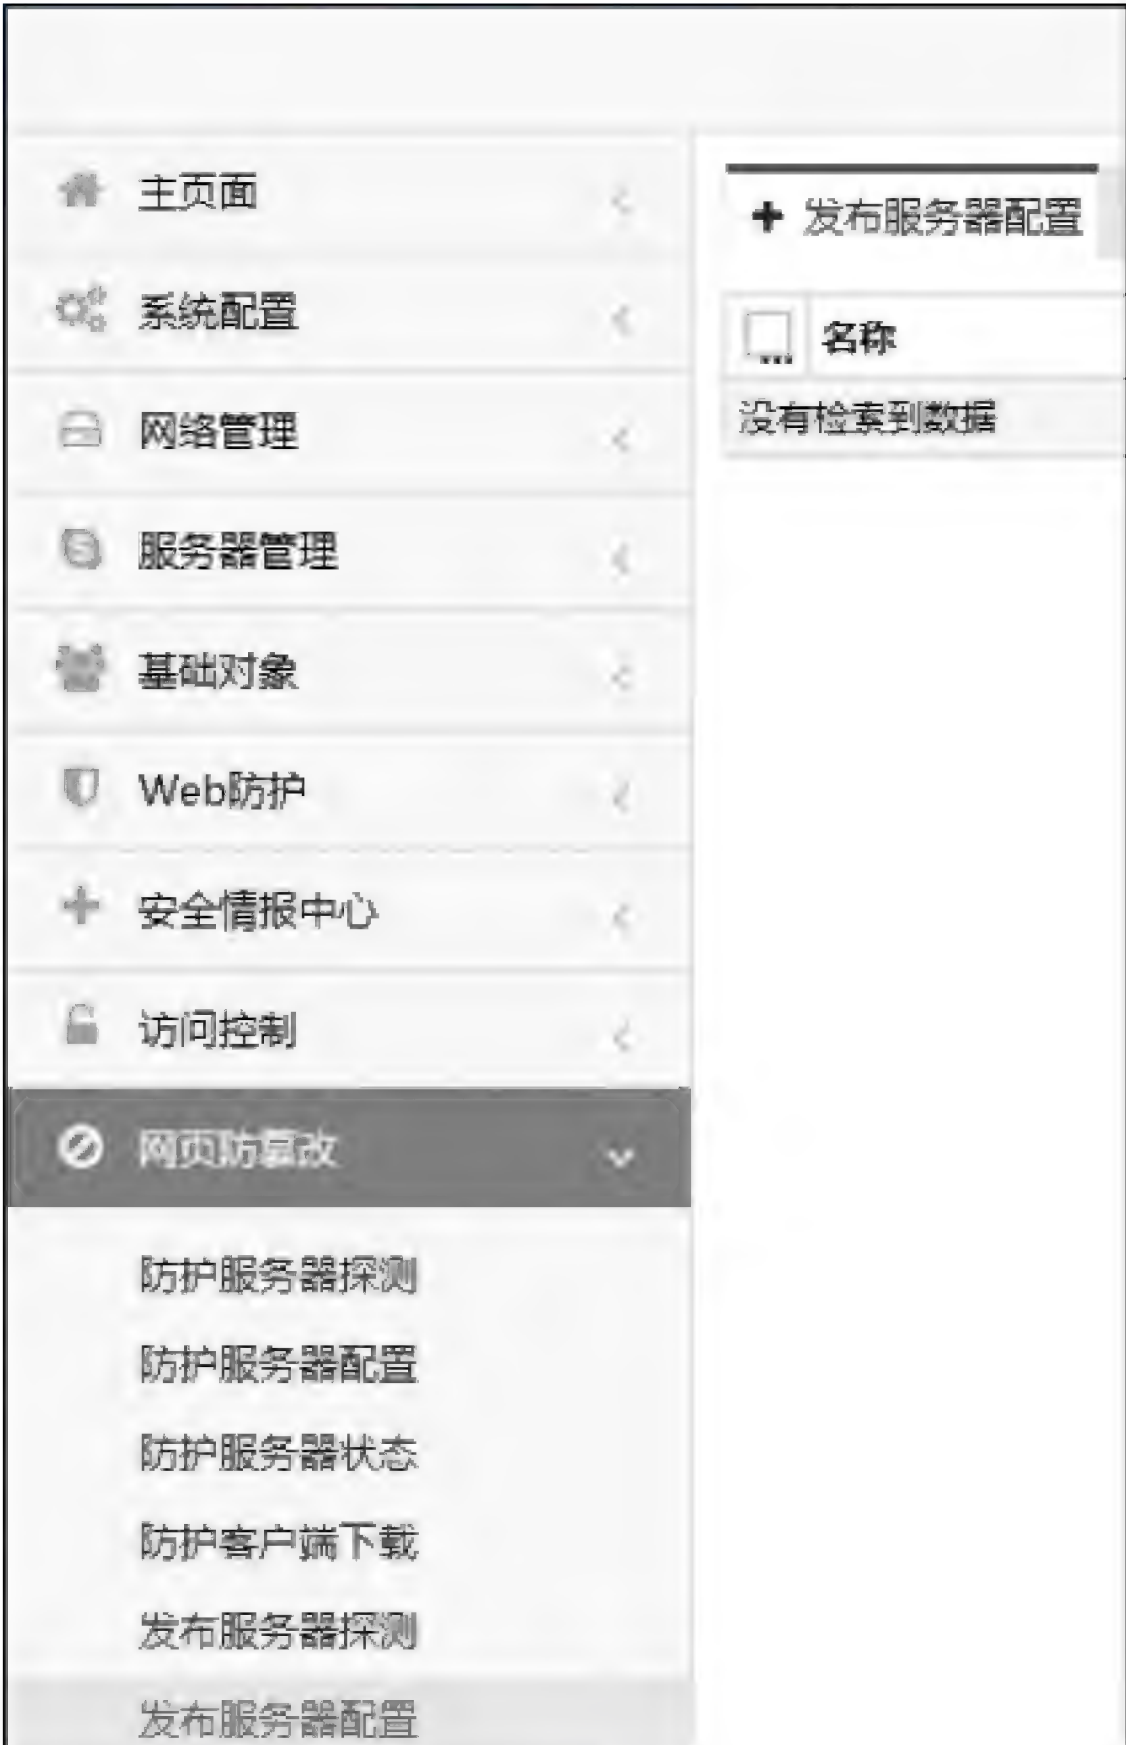 主页面
系统配置
网络管理
服务器管理
基础对象
Web防护
安全情报中心
访问控制
网页防篡改
防护服务器探测
防护服务器配置
防护服务器状态
防护客户端下载
发布服务器探测
发布服务器配置
+ 发布服务器配置
名称
没有检索到数据